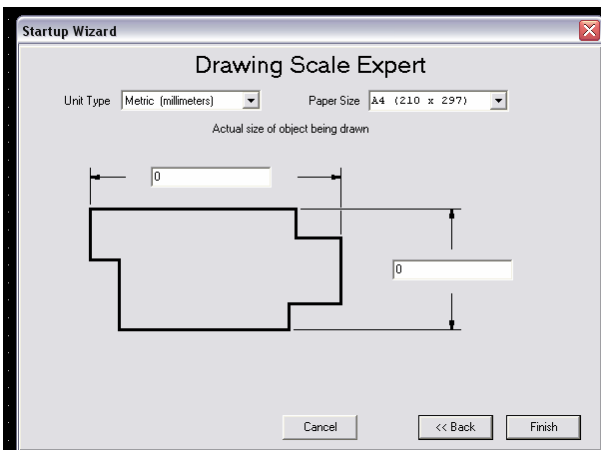 Startup Wizard
Drawing Scale Expert
Unit Type Metric (millimeters) Paper Size A4 (210 x 297)
Actual size of object being drawn
0
0
Cancel << Back Finish